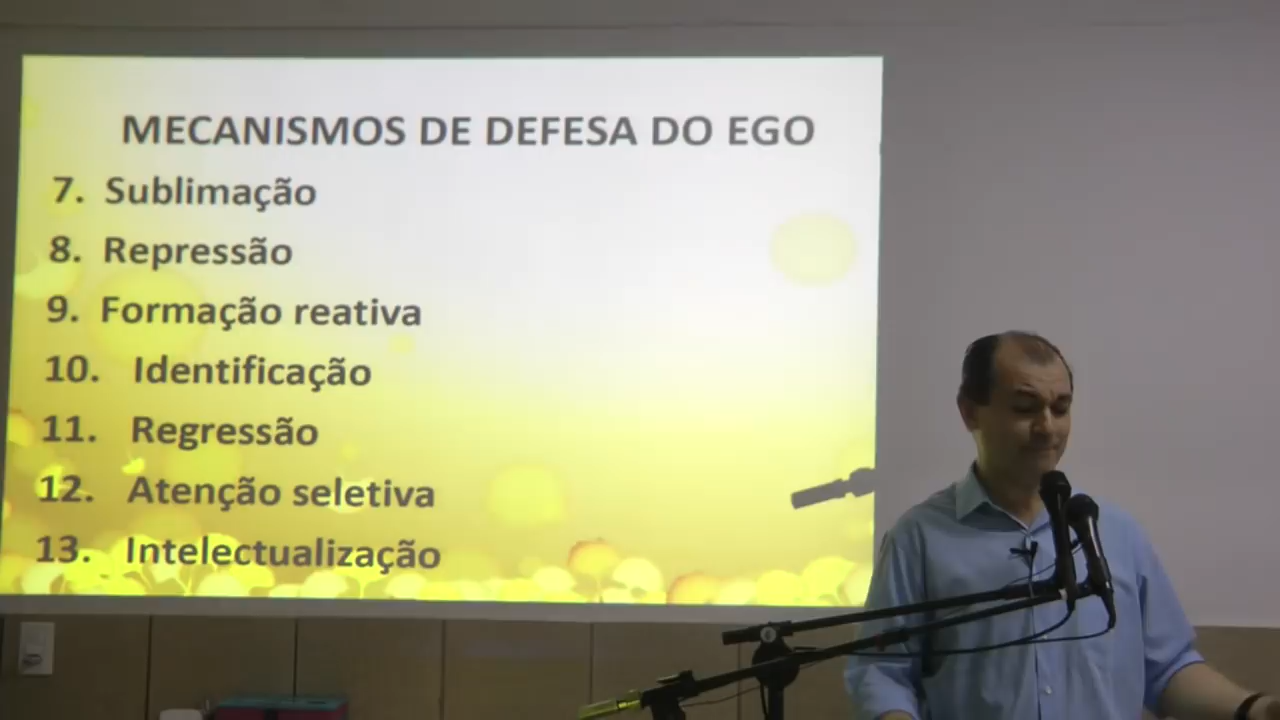 MECANISMOS DE DEFESA DO EGO
7. Sublimação
8. Repressão
9. Formação reativa
10. Identificação
11. Regressão
12. Atenção seletiva
13. Intelectualização